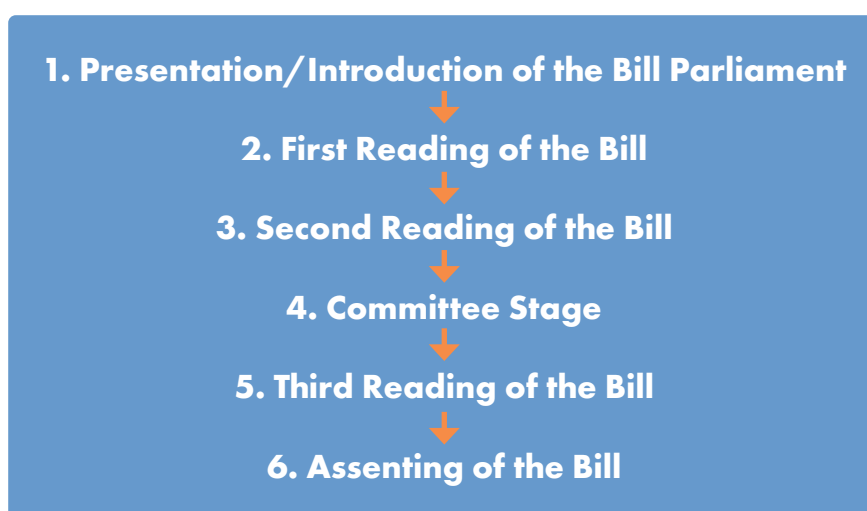 1. Presentation/Introduction of the Bill Parliament
2. First Reading of the Bill
3. Second Reading of the Bill
4. Committee Stage
5. Third Reading of the Bill
6. Assenting of the Bill